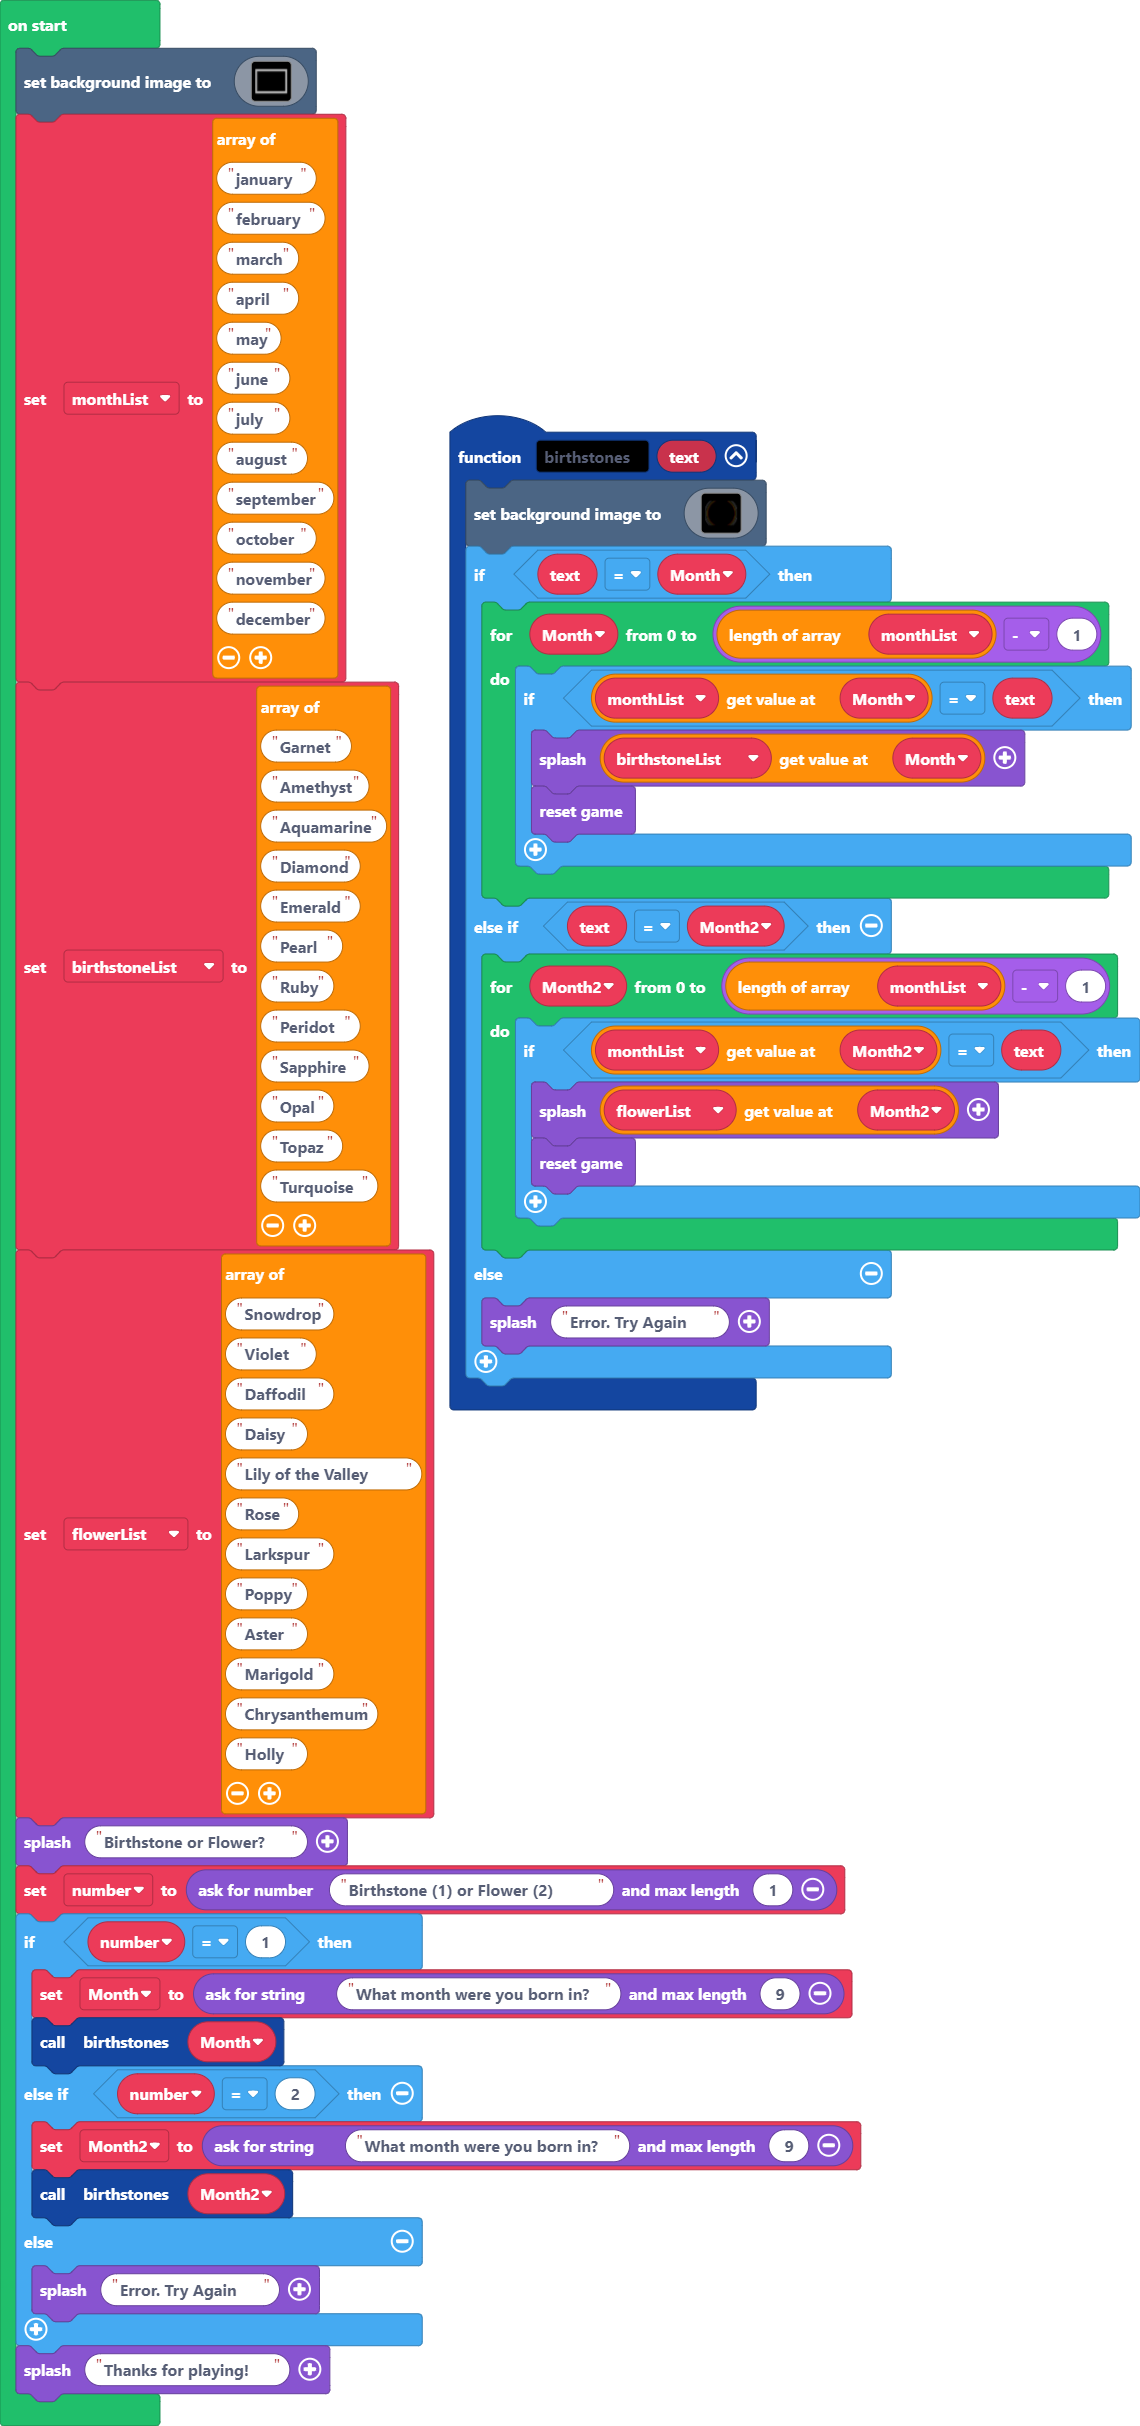 on start
set background image to
set monthList to
array of
"january"
"february"
"march"
"april"
"may"
"june"
"july"
"august"
"september"
"october"
"november"
"december"
set birthstoneList to
array of
"Garnet"
"Amethyst"
"Aquamarine"
"Diamond"
"Emerald"
"Pearl"
"Ruby"
"Peridot"
"Sapphire"
"Opal"
"Topaz"
"Turquoise"
set flowerList to
array of
"Snowdrop"
"Violet"
"Daffodil"
"Daisy"
"Lily of the Valley"
"Rose"
"Larkspur"
"Poppy"
"Aster"
"Marigold"
"Chrysanthemum"
"Holly"
splash "Birthstone or Flower?"
set number to ask for number "Birthstone (1) or Flower (2)" and max length 1
if number = 1 then
set Month to ask for string "What month were you born in?" and max length 9
call birthstones Month
else if number = 2 then
set Month2 to ask for string "What month were you born in?" and max length 9
call birthstones Month2
else
splash "Error. Try Again"
splash "Thanks for playing!"
function birthstones text
set background image to
if text = Month then
for Month from 0 to length of array monthList - 1
do if monthList get value at Month = text then
splash birthstoneList get value at Month
reset game
else if text = Month2 then
for Month2 from 0 to length of array monthList - 1
do if monthList get value at Month2 = text then
splash flowerList get value at Month2
reset game
else
splash "Error. Try Again"